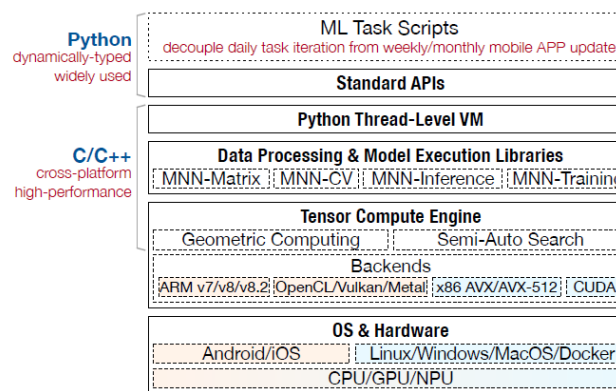 Python
dynamically-typed
widely used
ML Task Scripts
decouple daily task iteration from weekly/monthly mobile APP update
Standard APIs
C/C++
cross-platform
high-performance
Python Thread-Level VM
Data Processing & Model Execution Libraries
MNN-Matrix MNN-CV MNN-Inference MNN-Training
Tensor Compute Engine
Geometric Computing Semi-Auto Search
Backends
ARM v7/v8/v8.2 OpenCL/Vulkan/Metal x86 AVX/AVX-512 CUDA
OS & Hardware
Android/iOS Linux/Windows/MacOS/Docker
CPU/GPU/NPU